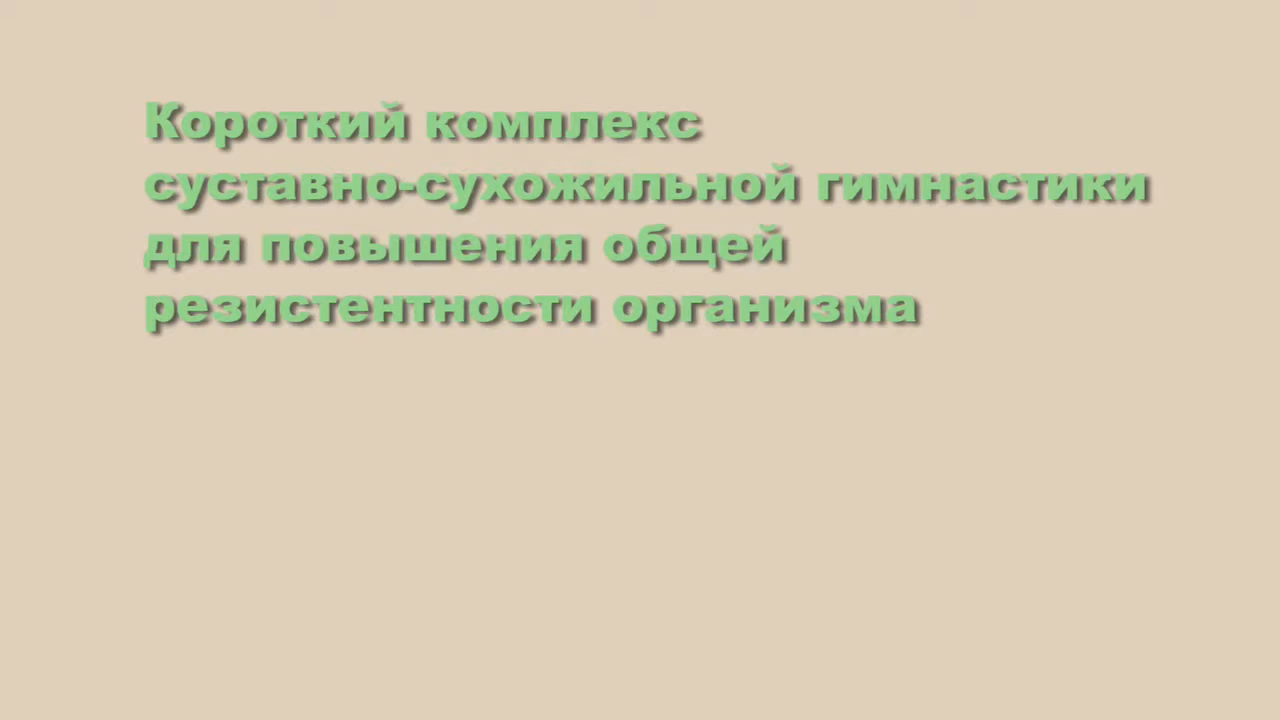 Короткий комплекс
суставно-сухожильной гимнастики
для повышения общей
резистентности организма